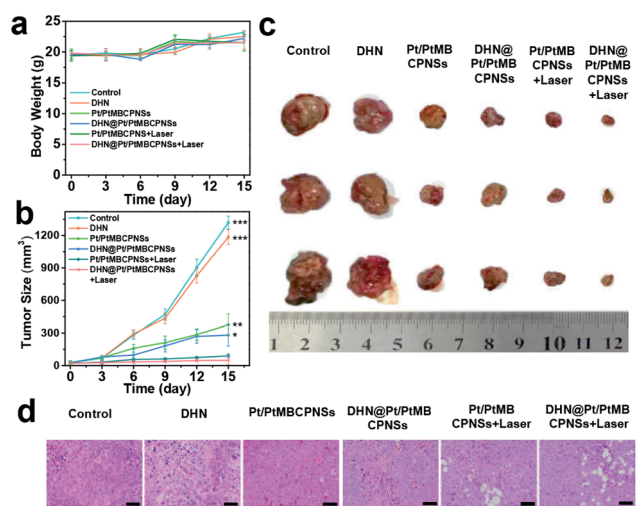 a
Body Weight (g)
25
20
15
10
5
0
Control
DHN
Pt/PtMBCPNSs
DHN@Pt/PtMBCPNSs
Pt/PtMBCPNS+Laser
DHN@Pt/PtMBCPNSs+Laser
0 3 6 9 12 15
Time (day)
b
Tumor Size (mm³)
1200
900
600
300
0
Control
DHN
Pt/PtMBCPNSs
DHN@Pt/PtMBCPNSs
Pt/PtMBCPNSs+Laser
DHN@Pt/PtMBCPNSs
+Laser
***
***
**
*
0 3 6 9 12 15
Time (day)
c
Control
DHN
Pt/PtMB
CPNSs
DHN@
Pt/PtMB
CPNSs
Pt/PtMB
CPNSs
+Laser
DHN@
Pt/PtMB
CPNSs
+Laser
1 2 3 4 5 6 7 8 9 10 11 12
d
Control
DHN
Pt/PtMBCPNSs
DHN@Pt/PtMB
CPNSs
Pt/PtMB
CPNSs+Laser
DHN@Pt/PtMB
CPNSs+Laser